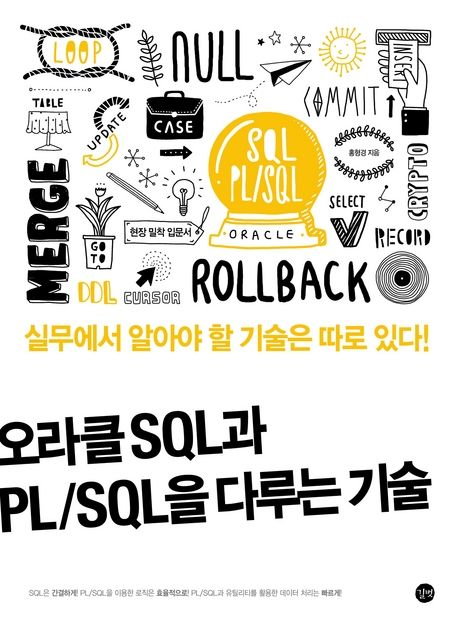 LOOP
NULL
INSERT
TABLE
UPDATE
CASE
COMMIT
SQL
PL/SQL
홍형경 지음
CRYPTO
MERGE
SELECT
현장 밀착 입문서
ORACLE
RECORD
GO
TO
DDL
CURSOR
ROLLBACK
실무에서 알아야 할 기술은 따로 있다!
오라클 SQL과
PL/SQL을 다루는 기술
SQL은 간결하게! PL/SQL을 이용한 로직은 효율적으로! PL/SQL과 유틸리티를 활용한 데이터 처리는 빠르게!
길벗